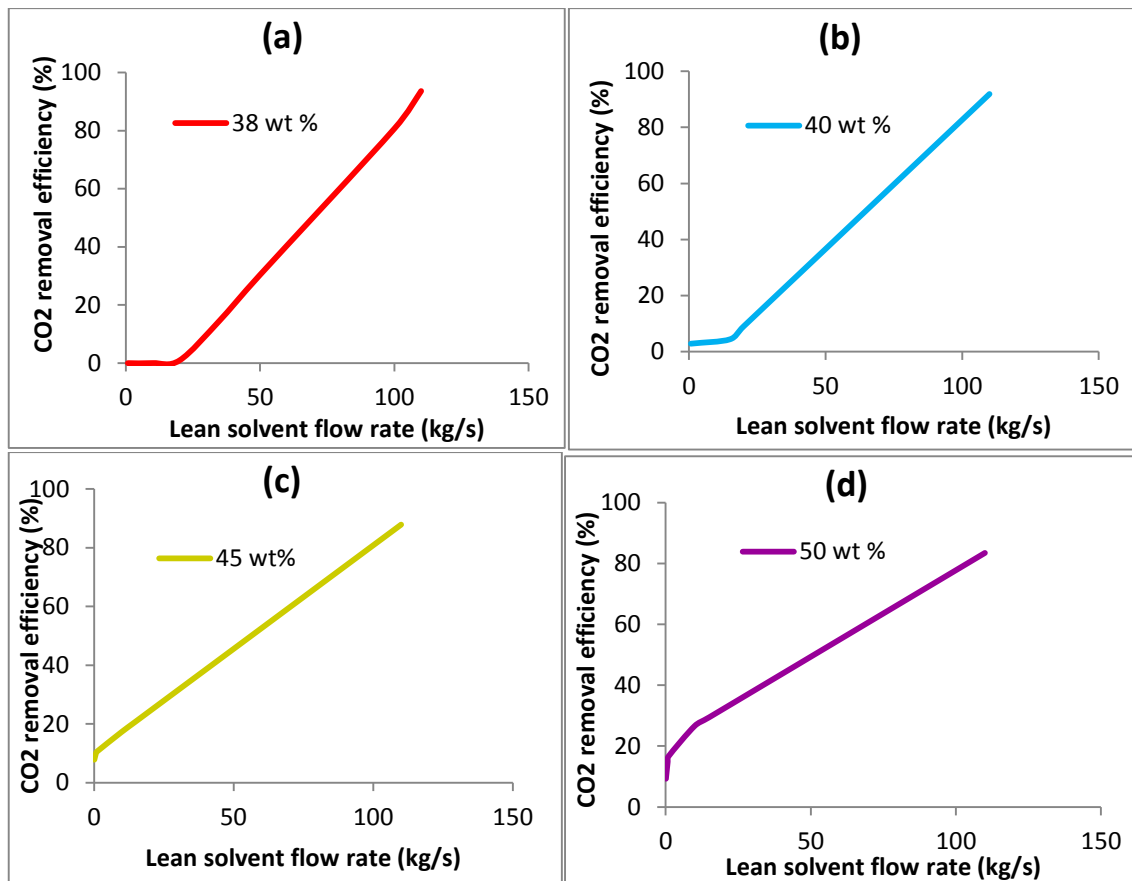 (a)
CO2 removal efficiency (%)
100
80
60
40
20
0
38 wt %
0 50 100 150
Lean solvent flow rate (kg/s)
(b)
CO2 removal efficiency (%)
100
80
60
40
20
0
40 wt %
0 50 100 150
Lean solvent flow rate (kg/s)
(c)
CO2 removal efficiency (%)
100
80
60
40
20
0
45 wt%
0 50 100 150
Lean solvent flow rate (kg/s)
(d)
CO2 removal efficiency (%)
100
80
60
40
20
0
50 wt %
0 50 100 150
Lean solvent flow rate (kg/s)